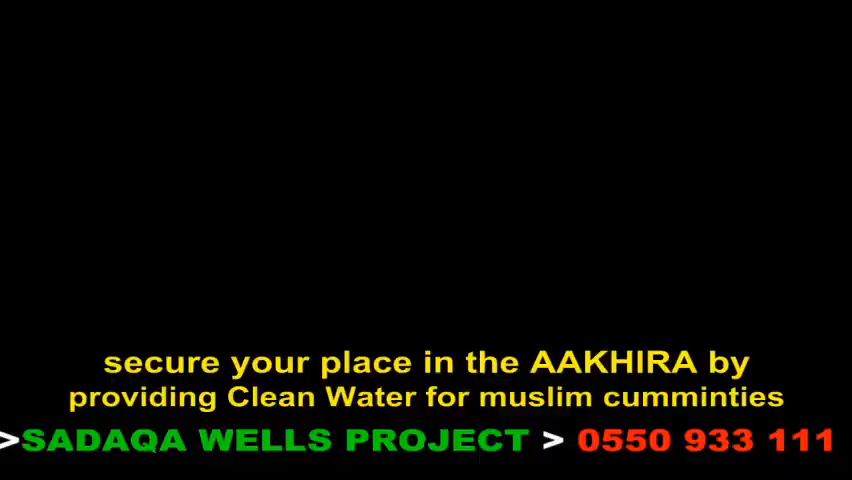 secure your place in the AAKHIRA by
providing Clean Water for muslim cumminties
>SADAQA WELLS PROJECT > 0550 933 111